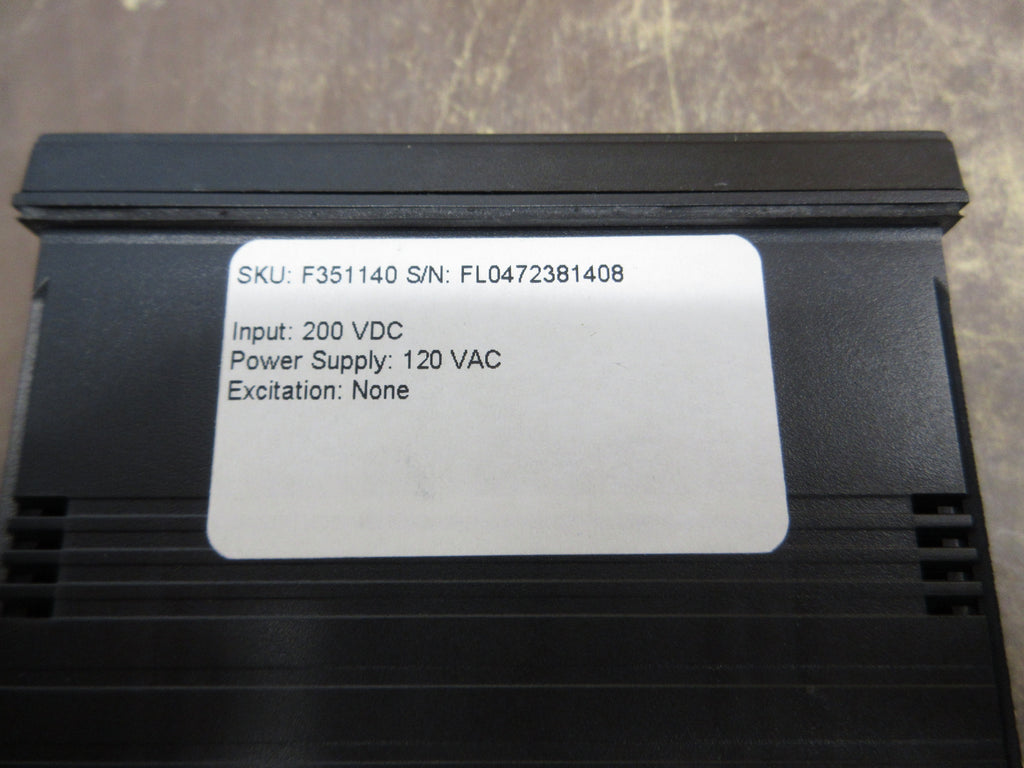 SKU: F351140 S/N: FL0472381408
Input: 200 VDC
Power Supply: 120 VAC
Excitation: None